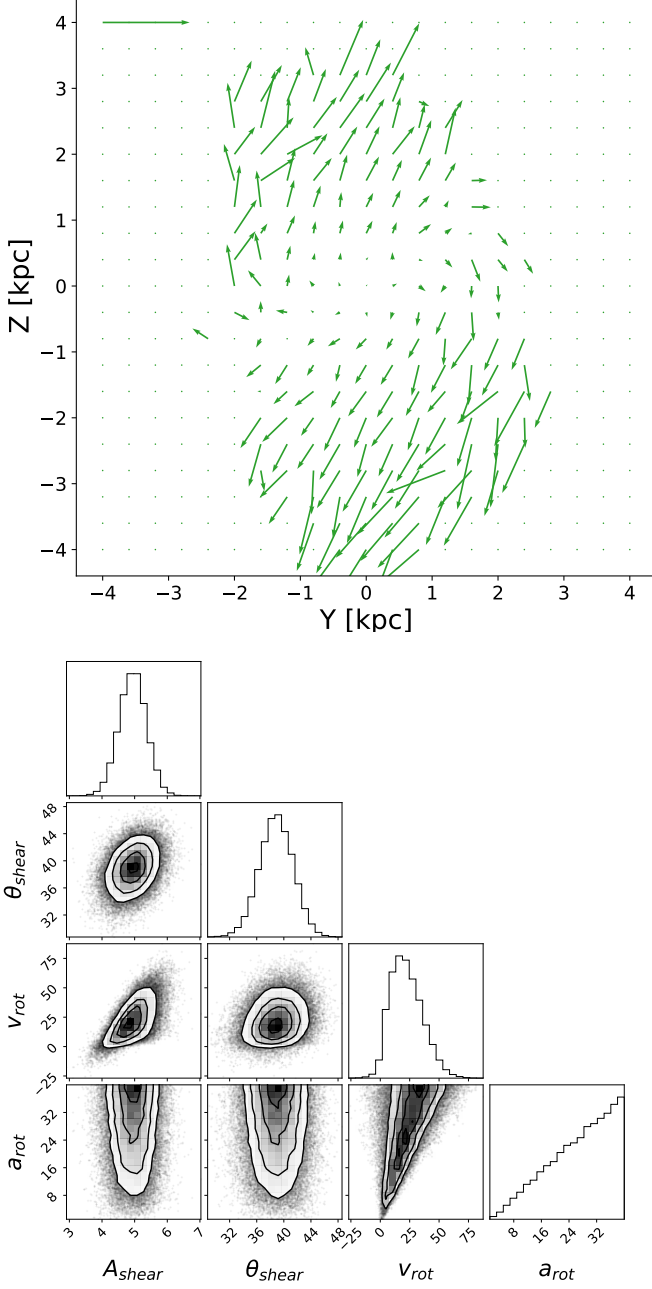 4
3
2
1
0
−1
−2
−3
−4
Z [kpc]
−4 −3 −2 −1 0 1 2 3 4
Y [kpc]
48
44
40
36
32
θshear
75
50
25
0
−25
vrot
32
24
16
8
arot
3 4 5 6 7 32 36 40 44 48 −25 0 25 50 75 8 16 24 32
Ashear θshear vrot arot